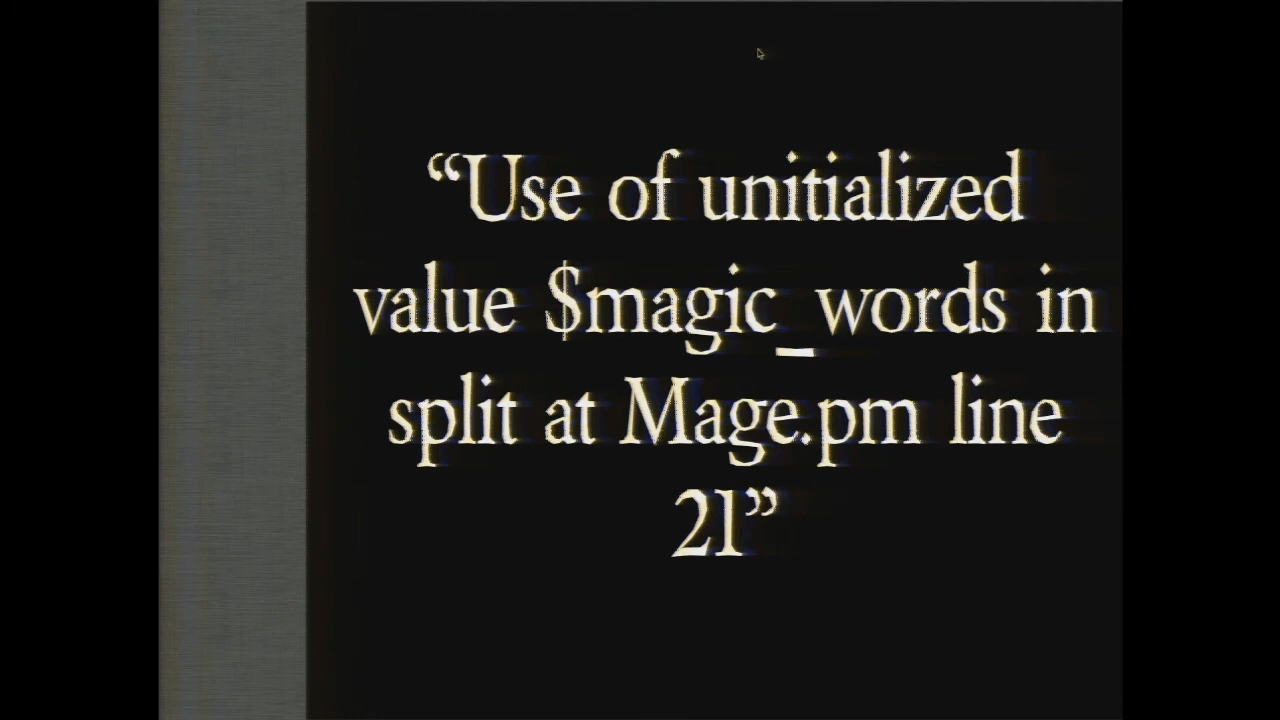 “Use of unitialized
value $magic_words in
split at Mage.pm line
21”